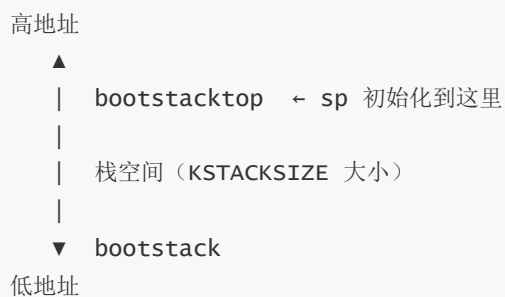 高地址
▲
| bootstacktop ← sp 初始化到这里
|
| 栈空间（KSTACKSIZE 大小）
|
▼ bootstack
低地址